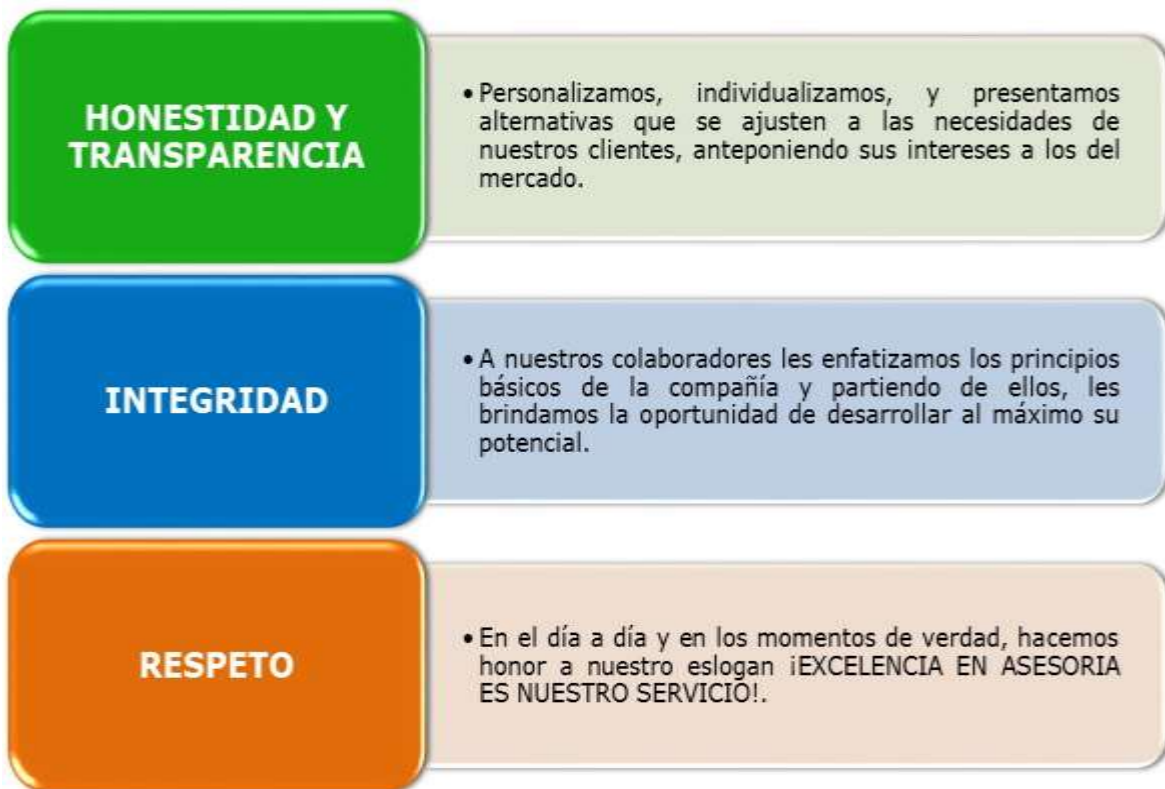 HONESTIDAD Y
TRANSPARENCIA
• Personalizamos, individualizamos, y presentamos
alternativas que se ajusten a las necesidades de
nuestros clientes, anteponiendo sus intereses a los del
mercado.
INTEGRIDAD
• A nuestros colaboradores les enfatizamos los principios
básicos de la compañía y partiendo de ellos, les
brindamos la oportunidad de desarrollar al máximo su
potencial.
RESPETO
• En el día a día y en los momentos de verdad, hacemos
honor a nuestro eslogan ¡EXCELENCIA EN ASESORIA
ES NUESTRO SERVICIO!.